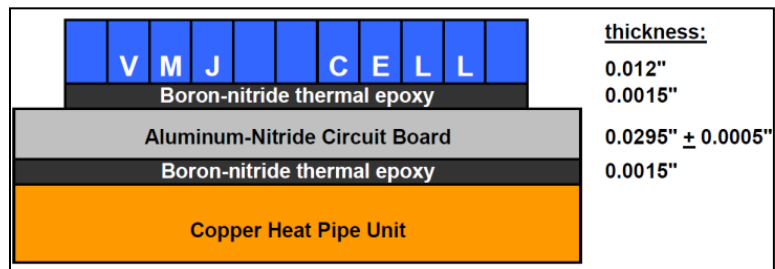 thickness:
V M J C E L L
0.012"
Boron-nitride thermal epoxy
0.0015"
Aluminum-Nitride Circuit Board
0.0295" ± 0.0005"
Boron-nitride thermal epoxy
0.0015"
Copper Heat Pipe Unit